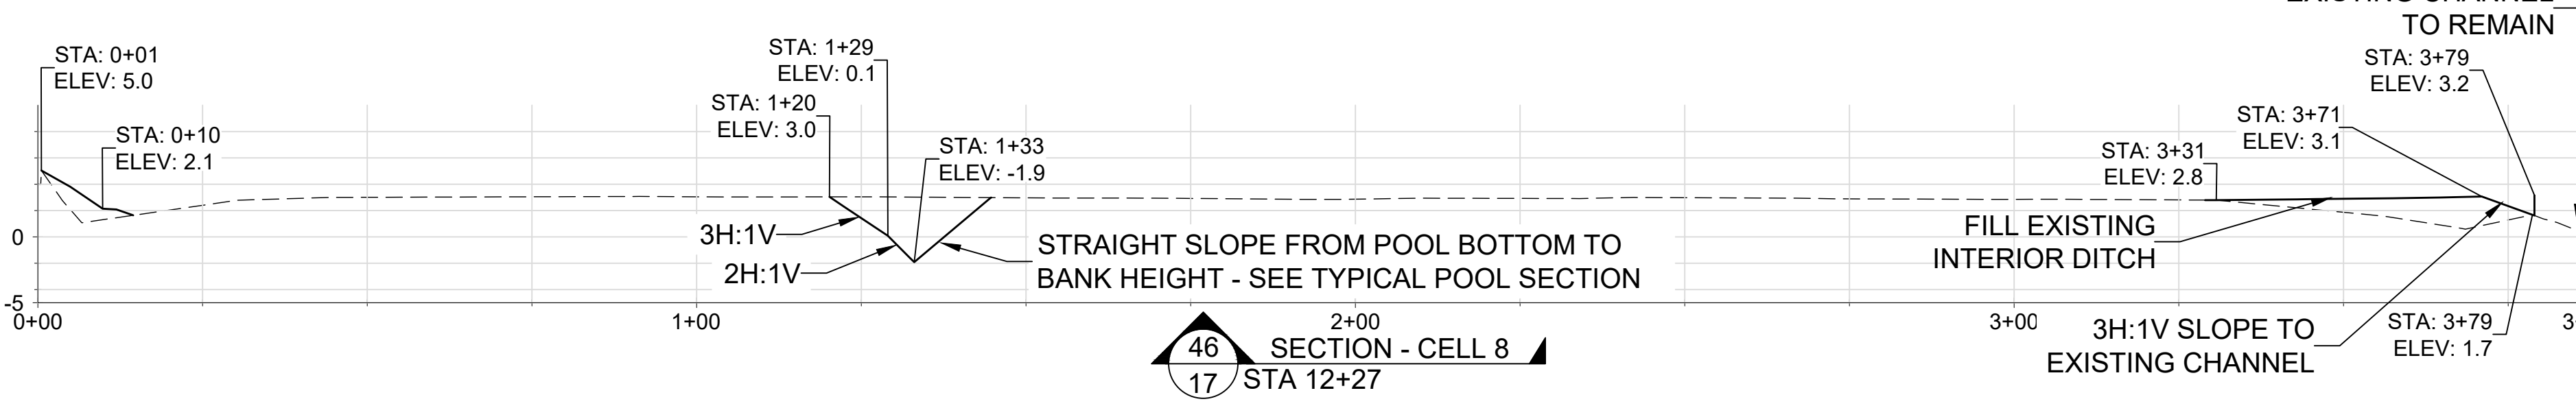 TO REMAIN
STA: 0+01
ELEV: 5.0
STA: 0+10
ELEV: 2.1
STA: 1+29
ELEV: 0.1
STA: 1+20
ELEV: 3.0
STA: 1+33
ELEV: -1.9
STA: 3+79
ELEV: 3.2
STA: 3+71
ELEV: 3.1
STA: 3+31
ELEV: 2.8
3H:1V
2H:1V
STRAIGHT SLOPE FROM POOL BOTTOM TO
BANK HEIGHT - SEE TYPICAL POOL SECTION
FILL EXISTING
INTERIOR DITCH
0
-5
0+00
1+00
2+00
3+00
3H:1V SLOPE TO
EXISTING CHANNEL
STA: 3+79
ELEV: 1.7
46
17
SECTION - CELL 8
STA 12+27